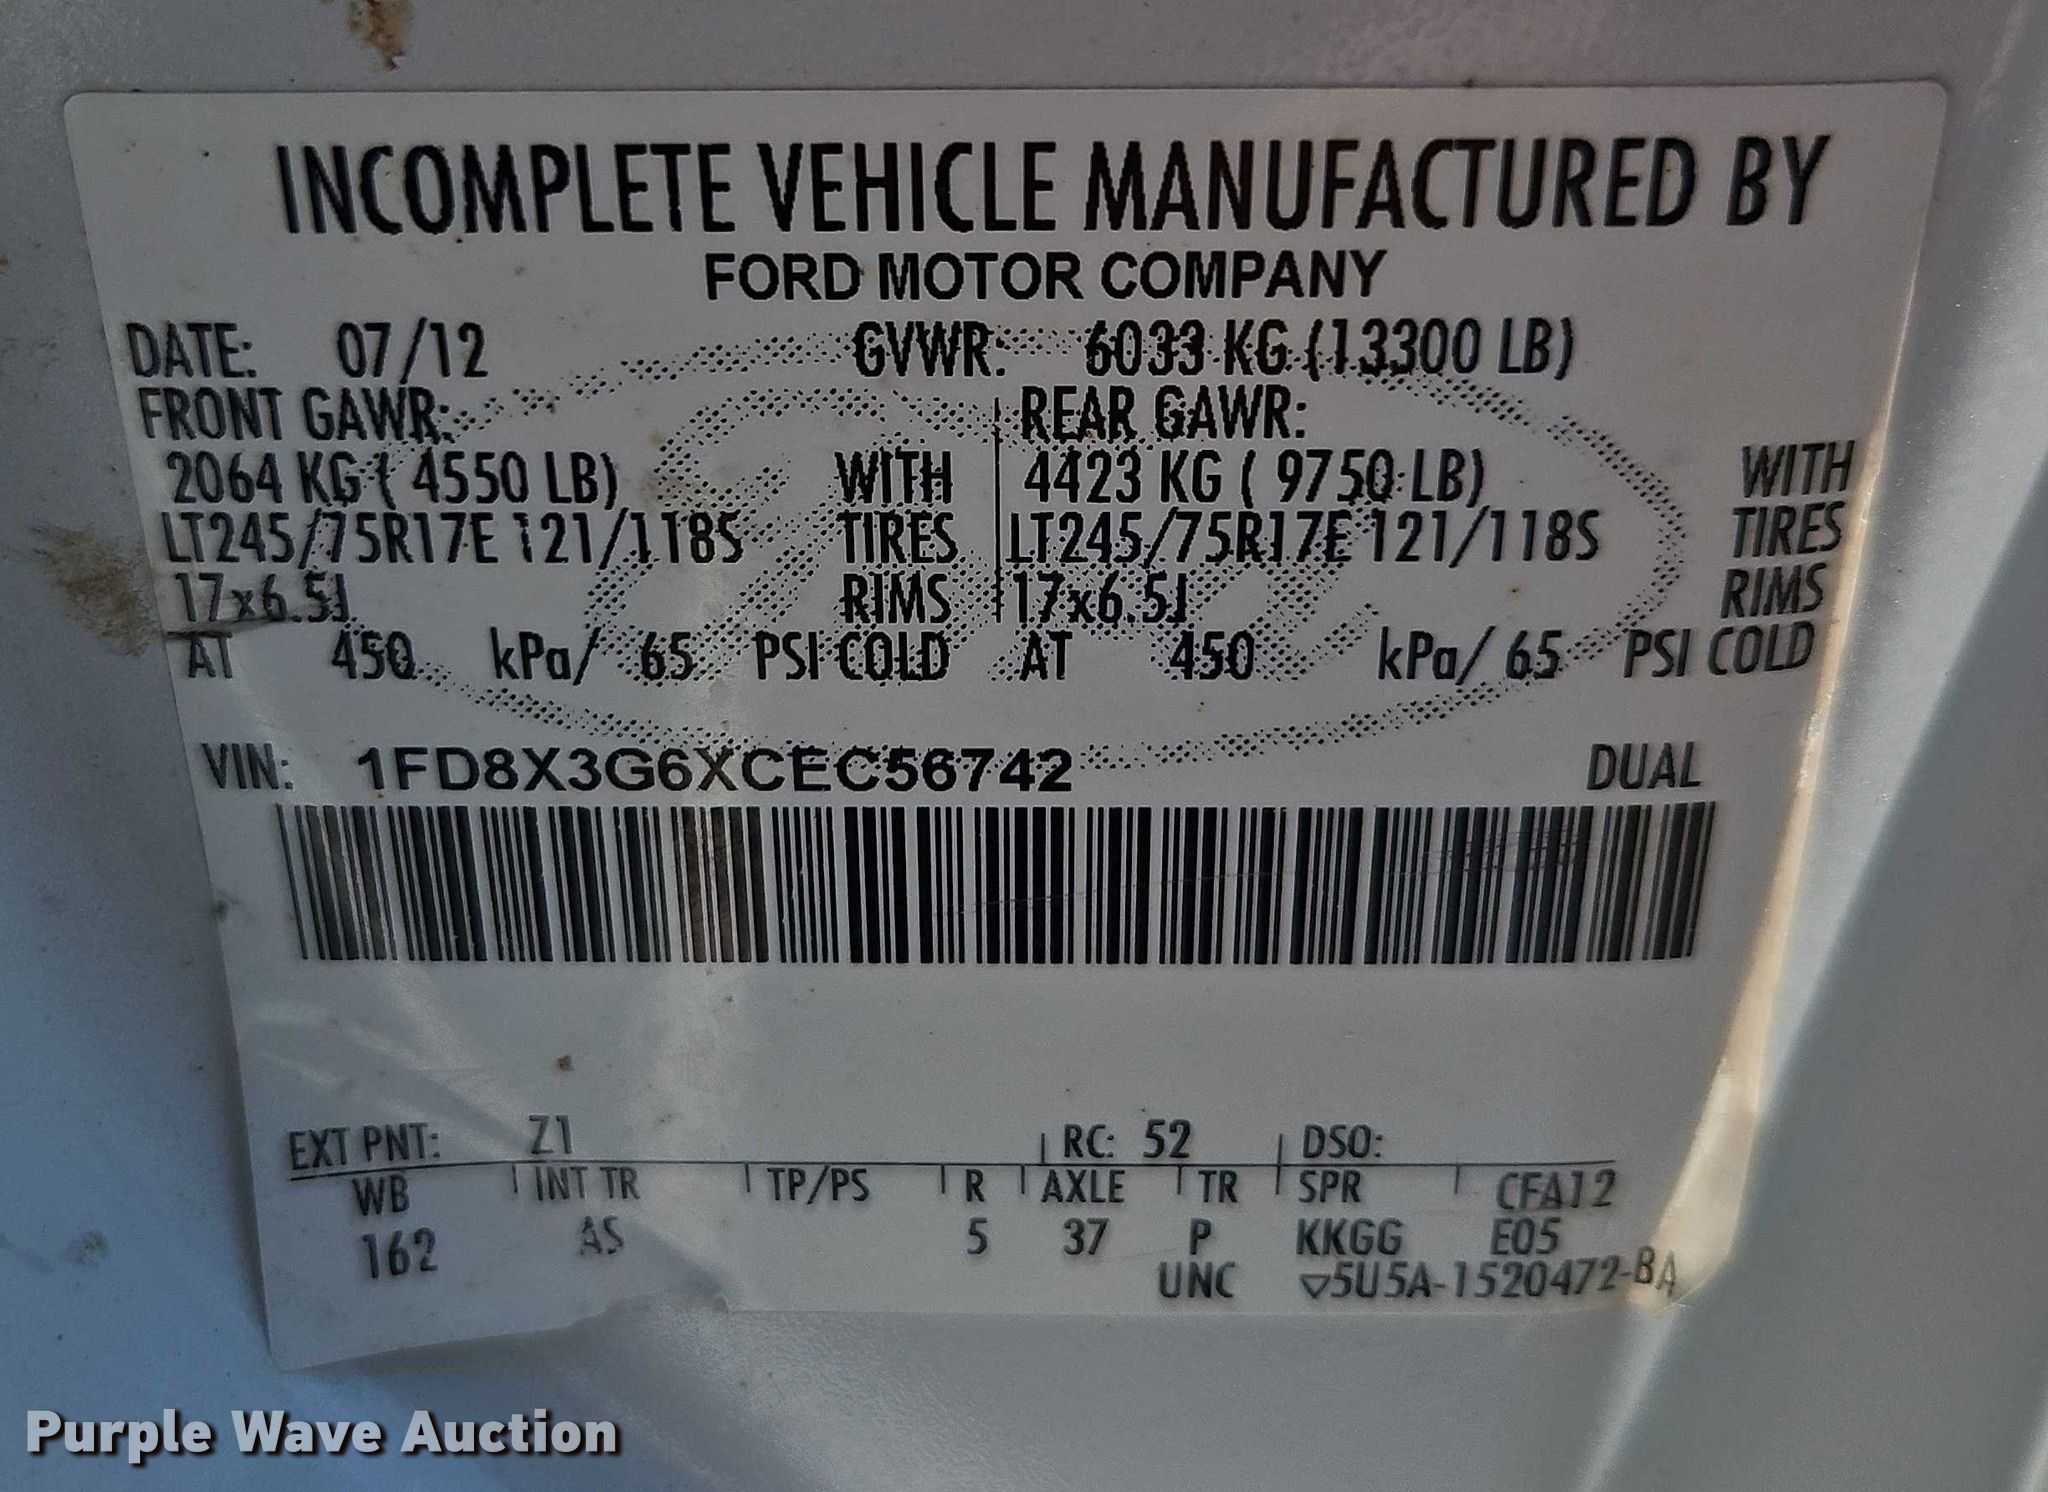 INCOMPLETE VEHICLE MANUFACTURED BY
FORD MOTOR COMPANY
DATE: 07/12 GVWR: 6033 KG (13300 LB)
FRONT GAWR: REAR GAWR:
2064 KG ( 4550 LB) WITH 4423 KG ( 9750 LB) WITH
LT245/75R17E 121/118S TIRES LT245/75R17E 121/118S TIRES
17x6.5J RIMS 17x6.5J RIMS
AT 450 kPa/ 65 PSI COLD AT 450 kPa/ 65 PSI COLD
VIN: 1FD8X3G6XCEC56742 DUAL
EXT PNT: Z1 RC: 52 DSO:
WB INT TR TP/PS R AXLE TR SPR CFA12
162 AS 5 37 P KKGG E05
UNC ▽5U5A-1520472-BA
Purple Wave Auction